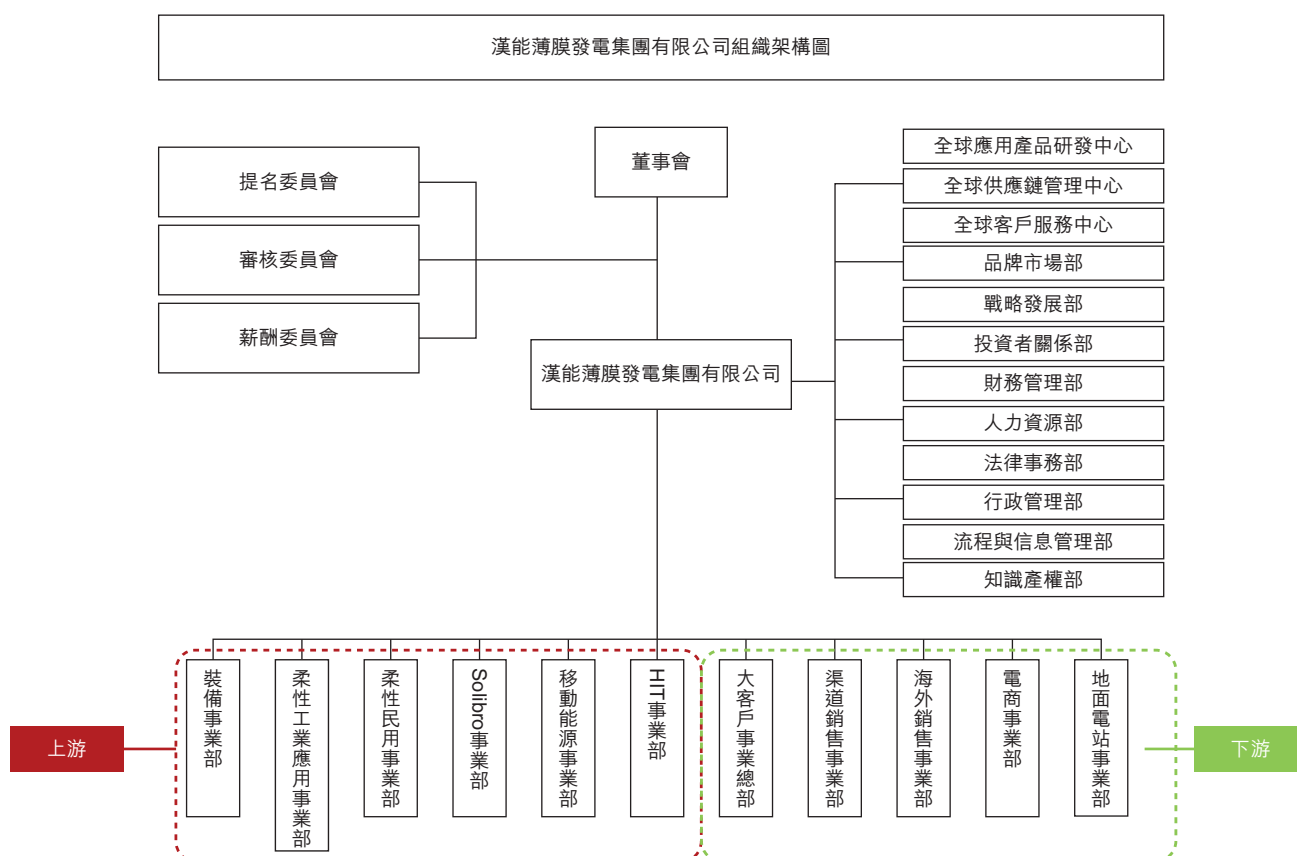 漢能薄膜發電集團有限公司組織架構圖
董事會
提名委員會
審核委員會
薪酬委員會
漢能薄膜發電集團有限公司
全球應用產品研發中心
全球供應鏈管理中心
全球客戶服務中心
品牌市場部
戰略發展部
投資者關係部
財務管理部
人力資源部
法律事務部
行政管理部
流程與信息管理部
知識產權部
上游
裝備事業部
柔性工業應用事業部
柔性民用事業部
Solibro事業部
移動能源事業部
HIT事業部
大客戶事業總部
渠道銷售事業部
海外銷售事業部
電商事業部
地面電站事業部
下游